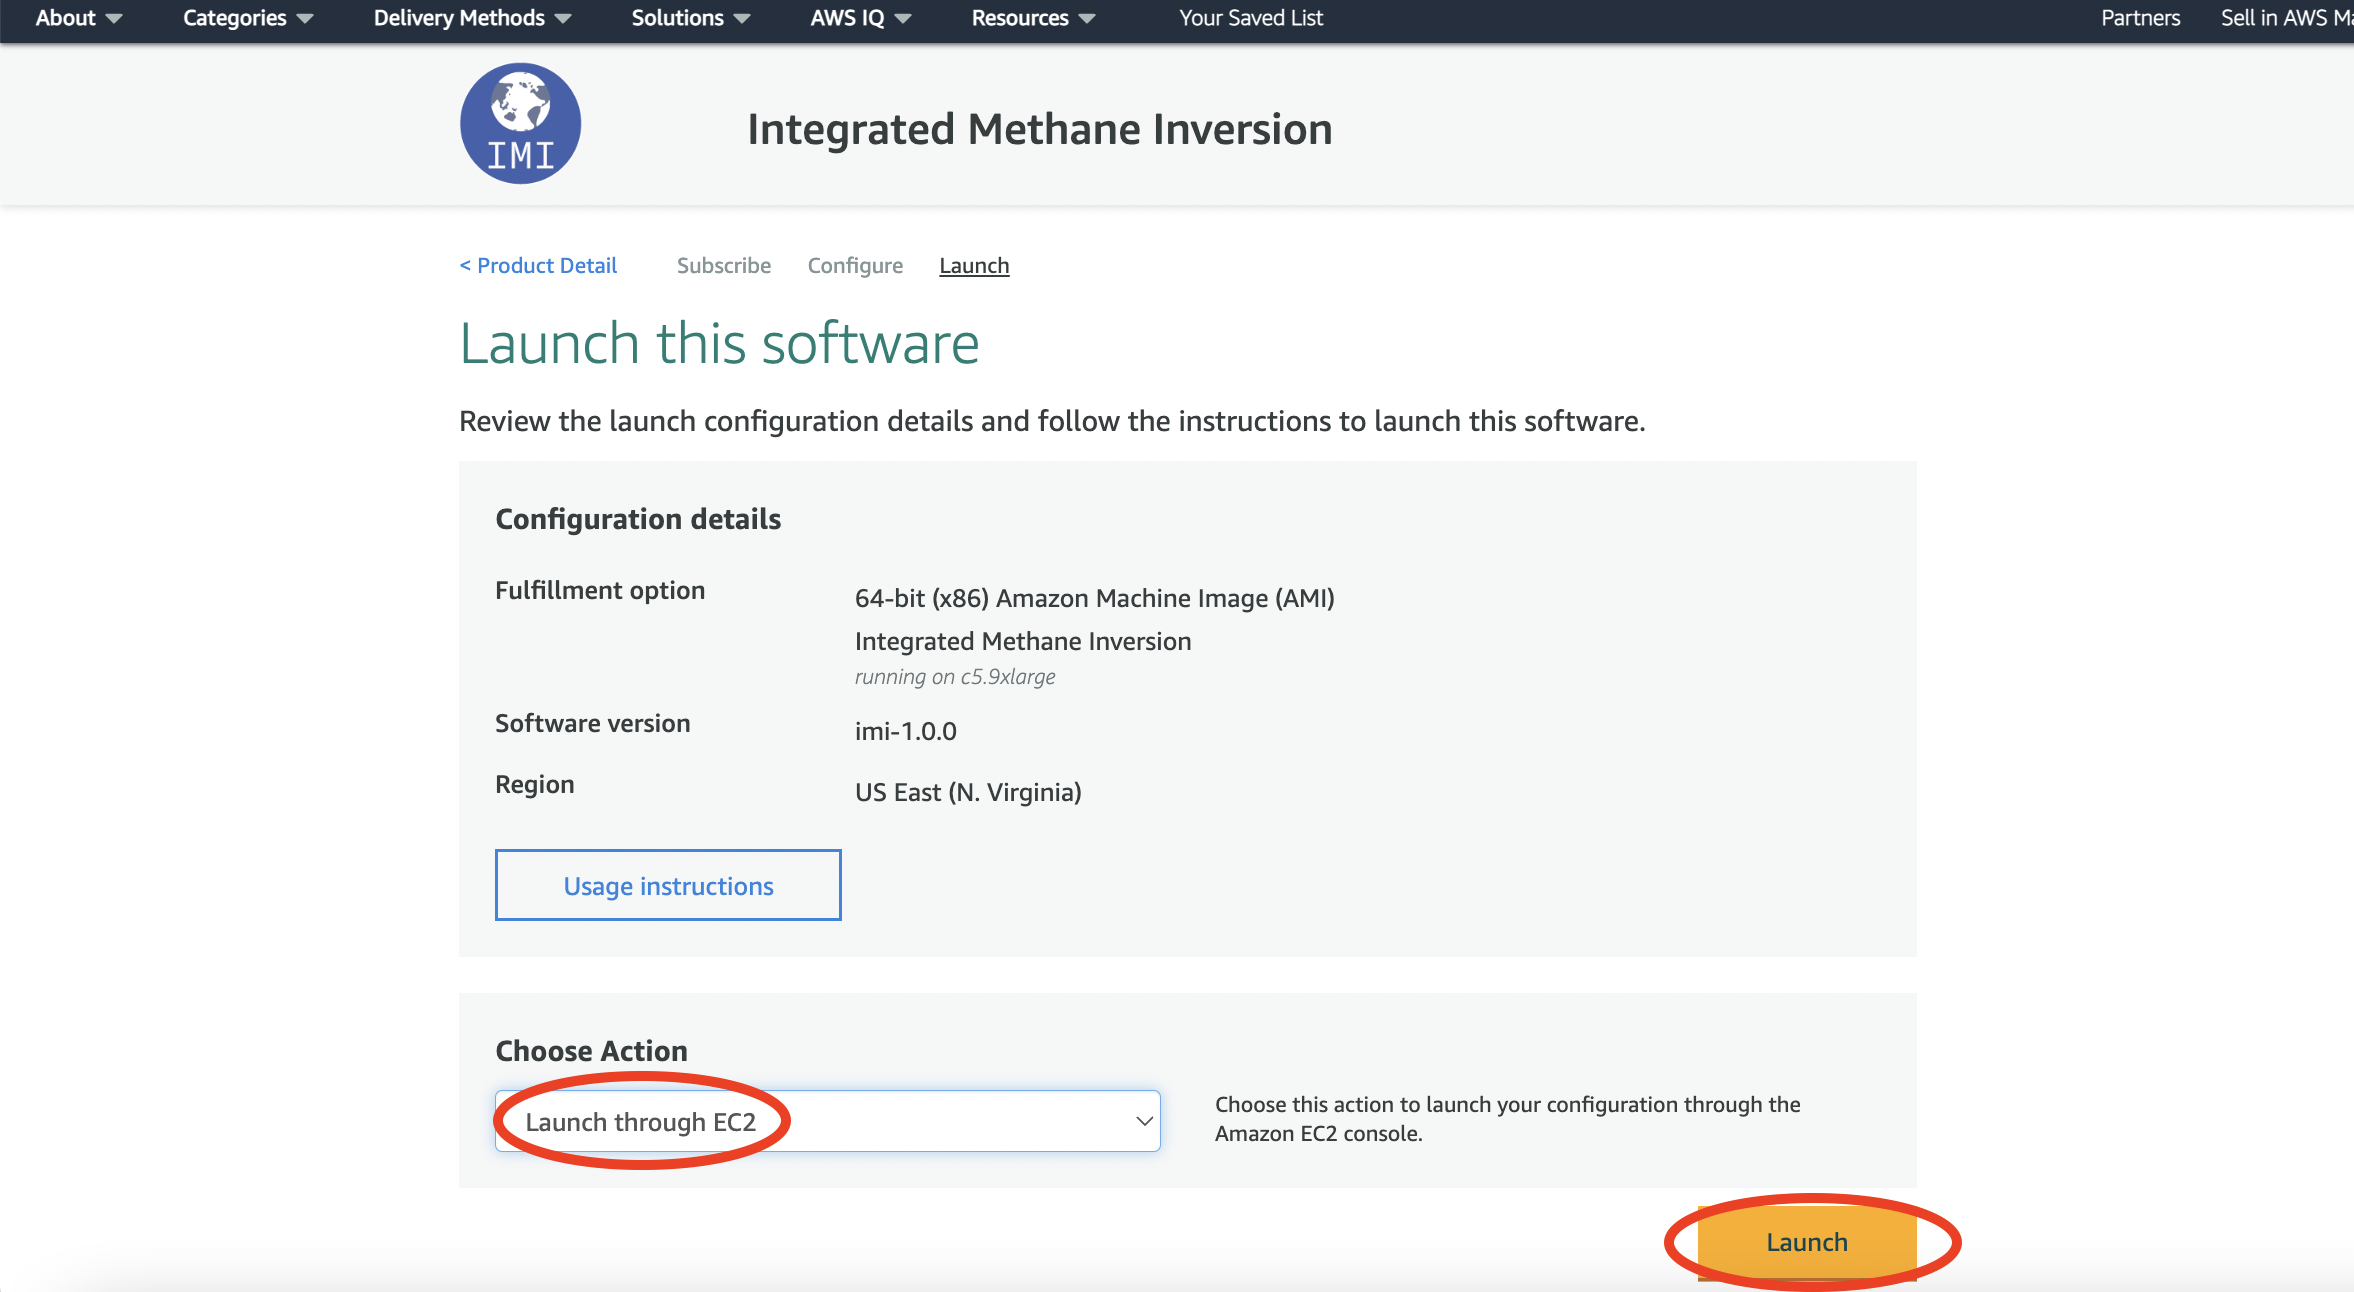 About Categories Delivery Methods Solutions AWS IQ Resources Your Saved List Partners Sell in AWS
IMI
Integrated Methane Inversion
< Product Detail Subscribe Configure Launch
Launch this software
Review the launch configuration details and follow the instructions to launch this software.
Configuration details
Fulfillment option
64-bit (x86) Amazon Machine Image (AMI)
Integrated Methane Inversion
running on c5.9xlarge
Software version
imi-1.0.0
Region
US East (N. Virginia)
Usage instructions
Choose Action
Launch through EC2
Choose this action to launch your configuration through the
Amazon EC2 console.
Launch